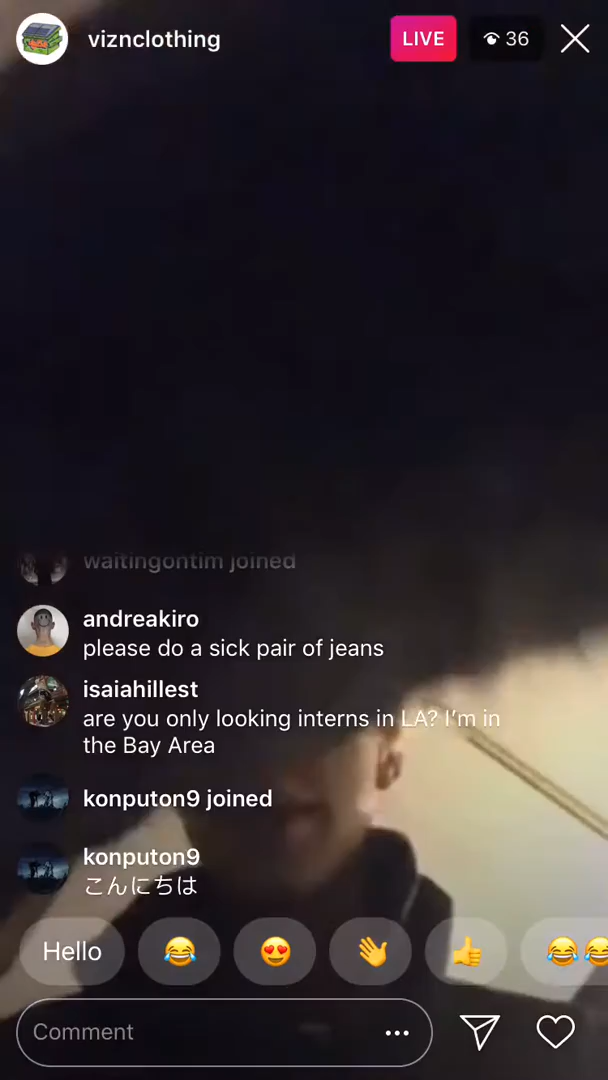 viznclothing
LIVE
36
waitingontim joined
andreakiro
please do a sick pair of jeans
isaiahillest
are you only looking interns in LA? I'm in
the Bay Area
konputon9 joined
konputon9
こんにちは
Hello
Comment